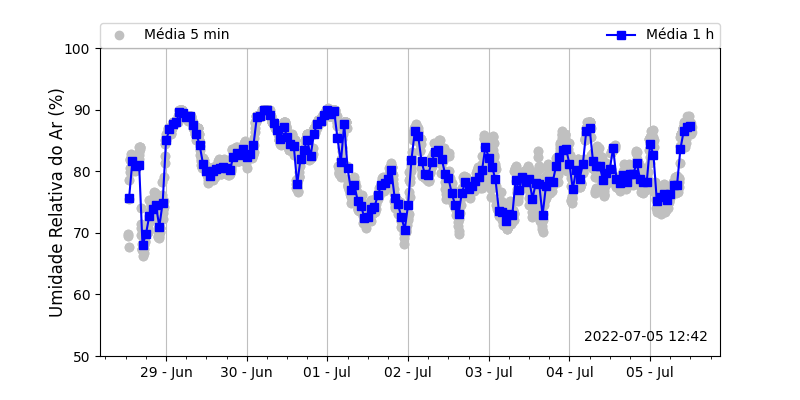 Média 5 min
Média 1 h
Umidade Relativa do Ar (%)
100
90
80
70
60
50
2022-07-05 12:42
29 - Jun
30 - Jun
01 - Jul
02 - Jul
03 - Jul
04 - Jul
05 - Jul